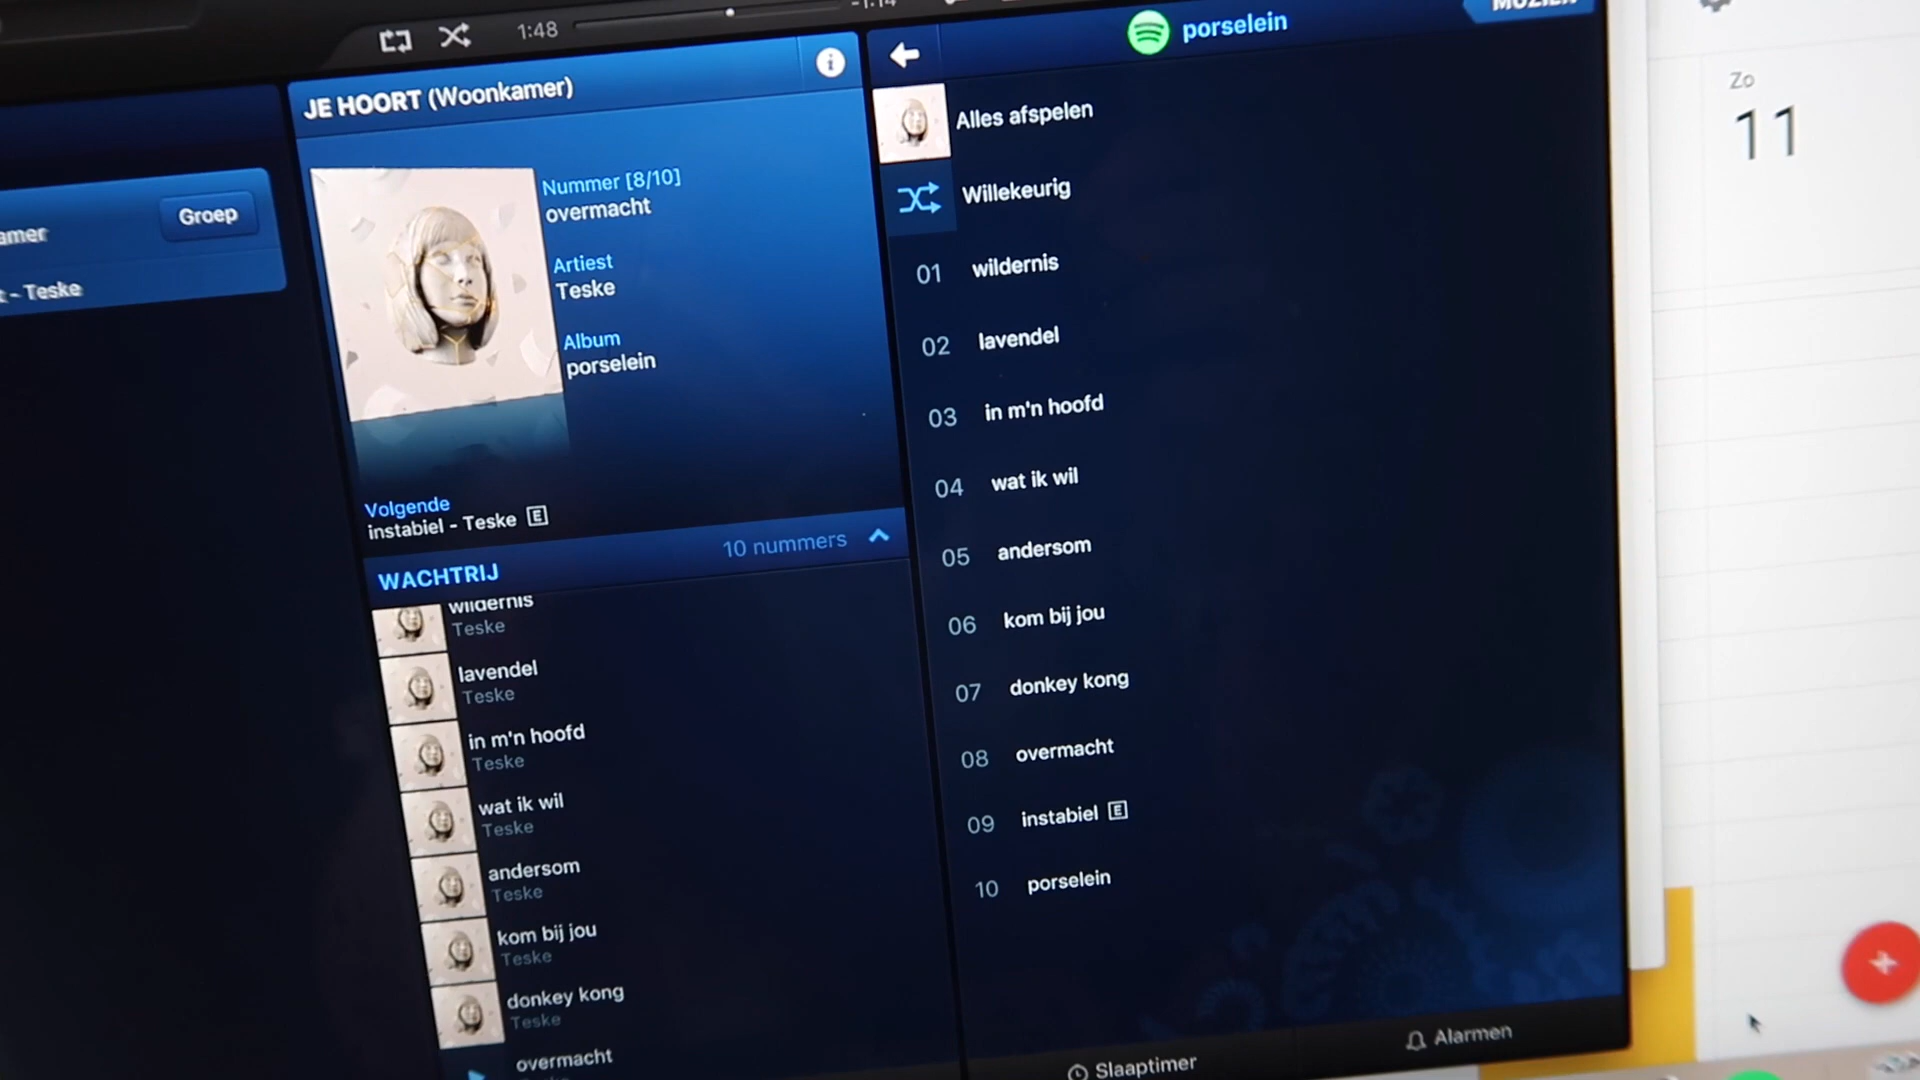 1:48
-1:14
Groep
- Teske
JE HOORT (Woonkamer)
Nummer [8/10]
overmacht
Artiest
Teske
Album
porselein
Volgende
instabiel - Teske E
WACHTRIJ
10 nummers
wildernis
Teske
lavendel
Teske
in m'n hoofd
Teske
wat ik wil
Teske
andersom
Teske
kom bij jou
Teske
donkey kong
Teske
overmacht
porselein
MUZIEK
Alles afspelen
Willekeurig
01 wildernis
02 lavendel
03 in m'n hoofd
04 wat ik wil
05 andersom
06 kom bij jou
07 donkey kong
08 overmacht
09 instabiel E
10 porselein
Slaaptimer
Alarmen
Zo
11